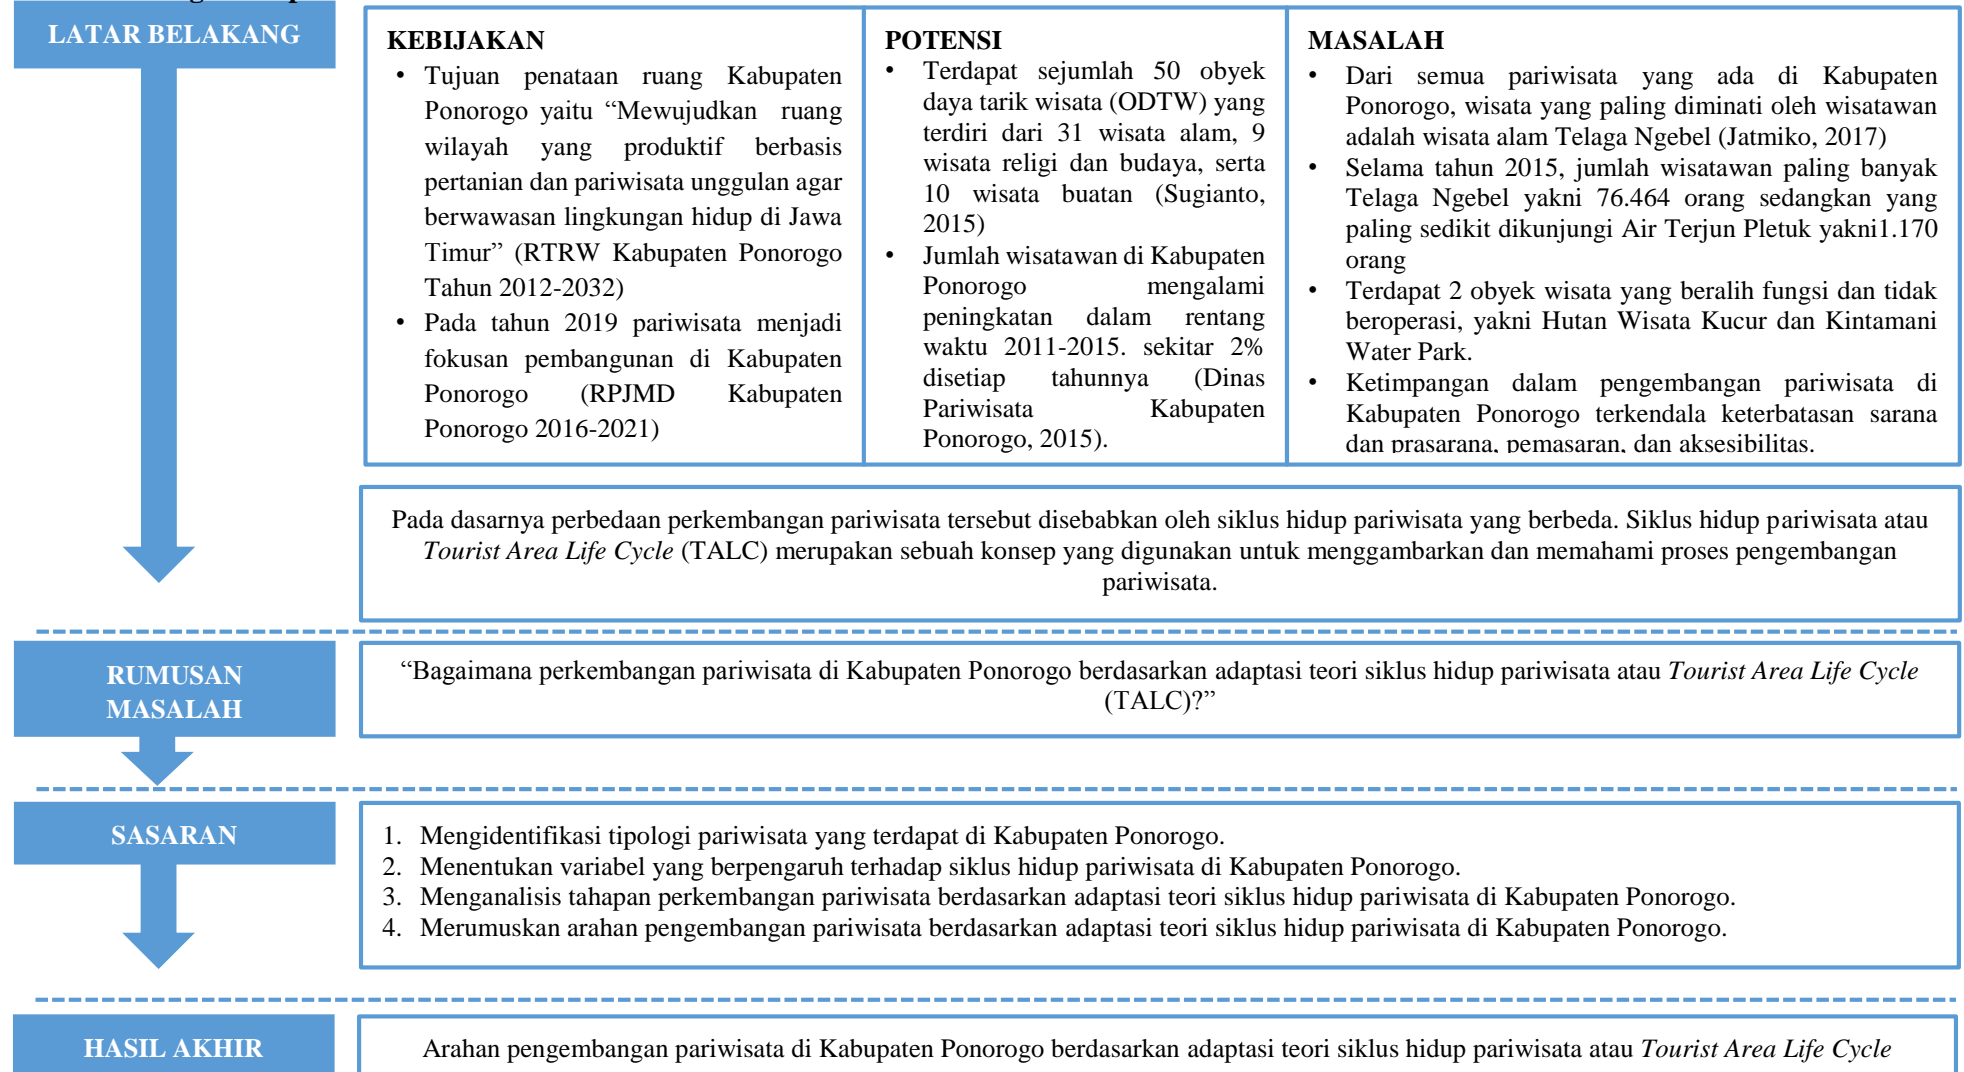 LATAR BELAKANG
KEBIJAKAN
• Tujuan penataan ruang Kabupaten
Ponorogo yaitu “Mewujudkan ruang
wilayah yang produktif berbasis
pertanian dan pariwisata unggulan agar
berwawasan lingkungan hidup di Jawa
Timur” (RTRW Kabupaten Ponorogo
Tahun 2012-2032)
• Pada tahun 2019 pariwisata menjadi
fokusan pembangunan di Kabupaten
Ponorogo (RPJMD Kabupaten
Ponorogo 2016-2021)
POTENSI
• Terdapat sejumlah 50 obyek
daya tarik wisata (ODTW) yang
terdiri dari 31 wisata alam, 9
wisata religi dan budaya, serta
10 wisata buatan (Sugianto,
2015)
• Jumlah wisatawan di Kabupaten
Ponorogo mengalami
peningkatan dalam rentang
waktu 2011-2015. sekitar 2%
disetiap tahunnya (Dinas
Pariwisata Kabupaten
Ponorogo, 2015).
MASALAH
• Dari semua pariwisata yang ada di Kabupaten
Ponorogo, wisata yang paling diminati oleh wisatawan
adalah wisata alam Telaga Ngebel (Jatmiko, 2017)
• Selama tahun 2015, jumlah wisatawan paling banyak
Telaga Ngebel yakni 76.464 orang sedangkan yang
paling sedikit dikunjungi Air Terjun Pletuk yakni1.170
orang
• Terdapat 2 obyek wisata yang beralih fungsi dan tidak
beroperasi, yakni Hutan Wisata Kucur dan Kintamani
Water Park.
• Ketimpangan dalam pengembangan pariwisata di
Kabupaten Ponorogo terkendala keterbatasan sarana
dan prasarana, pemasaran, dan aksesibilitas.
Pada dasarnya perbedaan perkembangan pariwisata tersebut disebabkan oleh siklus hidup pariwisata yang berbeda. Siklus hidup pariwisata atau
Tourist Area Life Cycle (TALC) merupakan sebuah konsep yang digunakan untuk menggambarkan dan memahami proses pengembangan
pariwisata.
RUMUSAN
MASALAH
“Bagaimana perkembangan pariwisata di Kabupaten Ponorogo berdasarkan adaptasi teori siklus hidup pariwisata atau Tourist Area Life Cycle
(TALC)?”
SASARAN
1. Mengidentifikasi tipologi pariwisata yang terdapat di Kabupaten Ponorogo.
2. Menentukan variabel yang berpengaruh terhadap siklus hidup pariwisata di Kabupaten Ponorogo.
3. Menganalisis tahapan perkembangan pariwisata berdasarkan adaptasi teori siklus hidup pariwisata di Kabupaten Ponorogo.
4. Merumuskan arahan pengembangan pariwisata berdasarkan adaptasi teori siklus hidup pariwisata di Kabupaten Ponorogo.
HASIL AKHIR
Arahan pengembangan pariwisata di Kabupaten Ponorogo berdasarkan adaptasi teori siklus hidup pariwisata atau Tourist Area Life Cycle